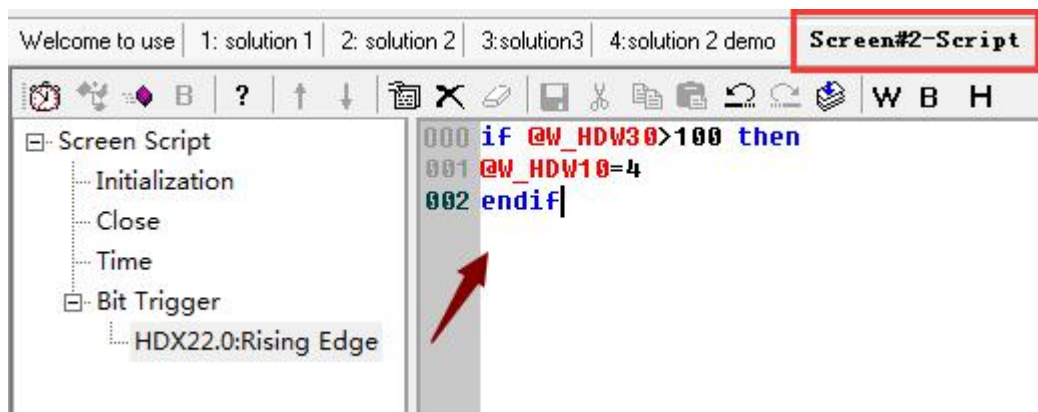 Welcome to use 1: solution 1 2: solution 2 3:solution3 4:solution 2 demo Screen#2-Script
B ? W B H
Screen Script
Initialization
Close
Time
Bit Trigger
HDX22.0:Rising Edge
000 if @W_HDW30>100 then
001 @W_HDW10=4
002 endif